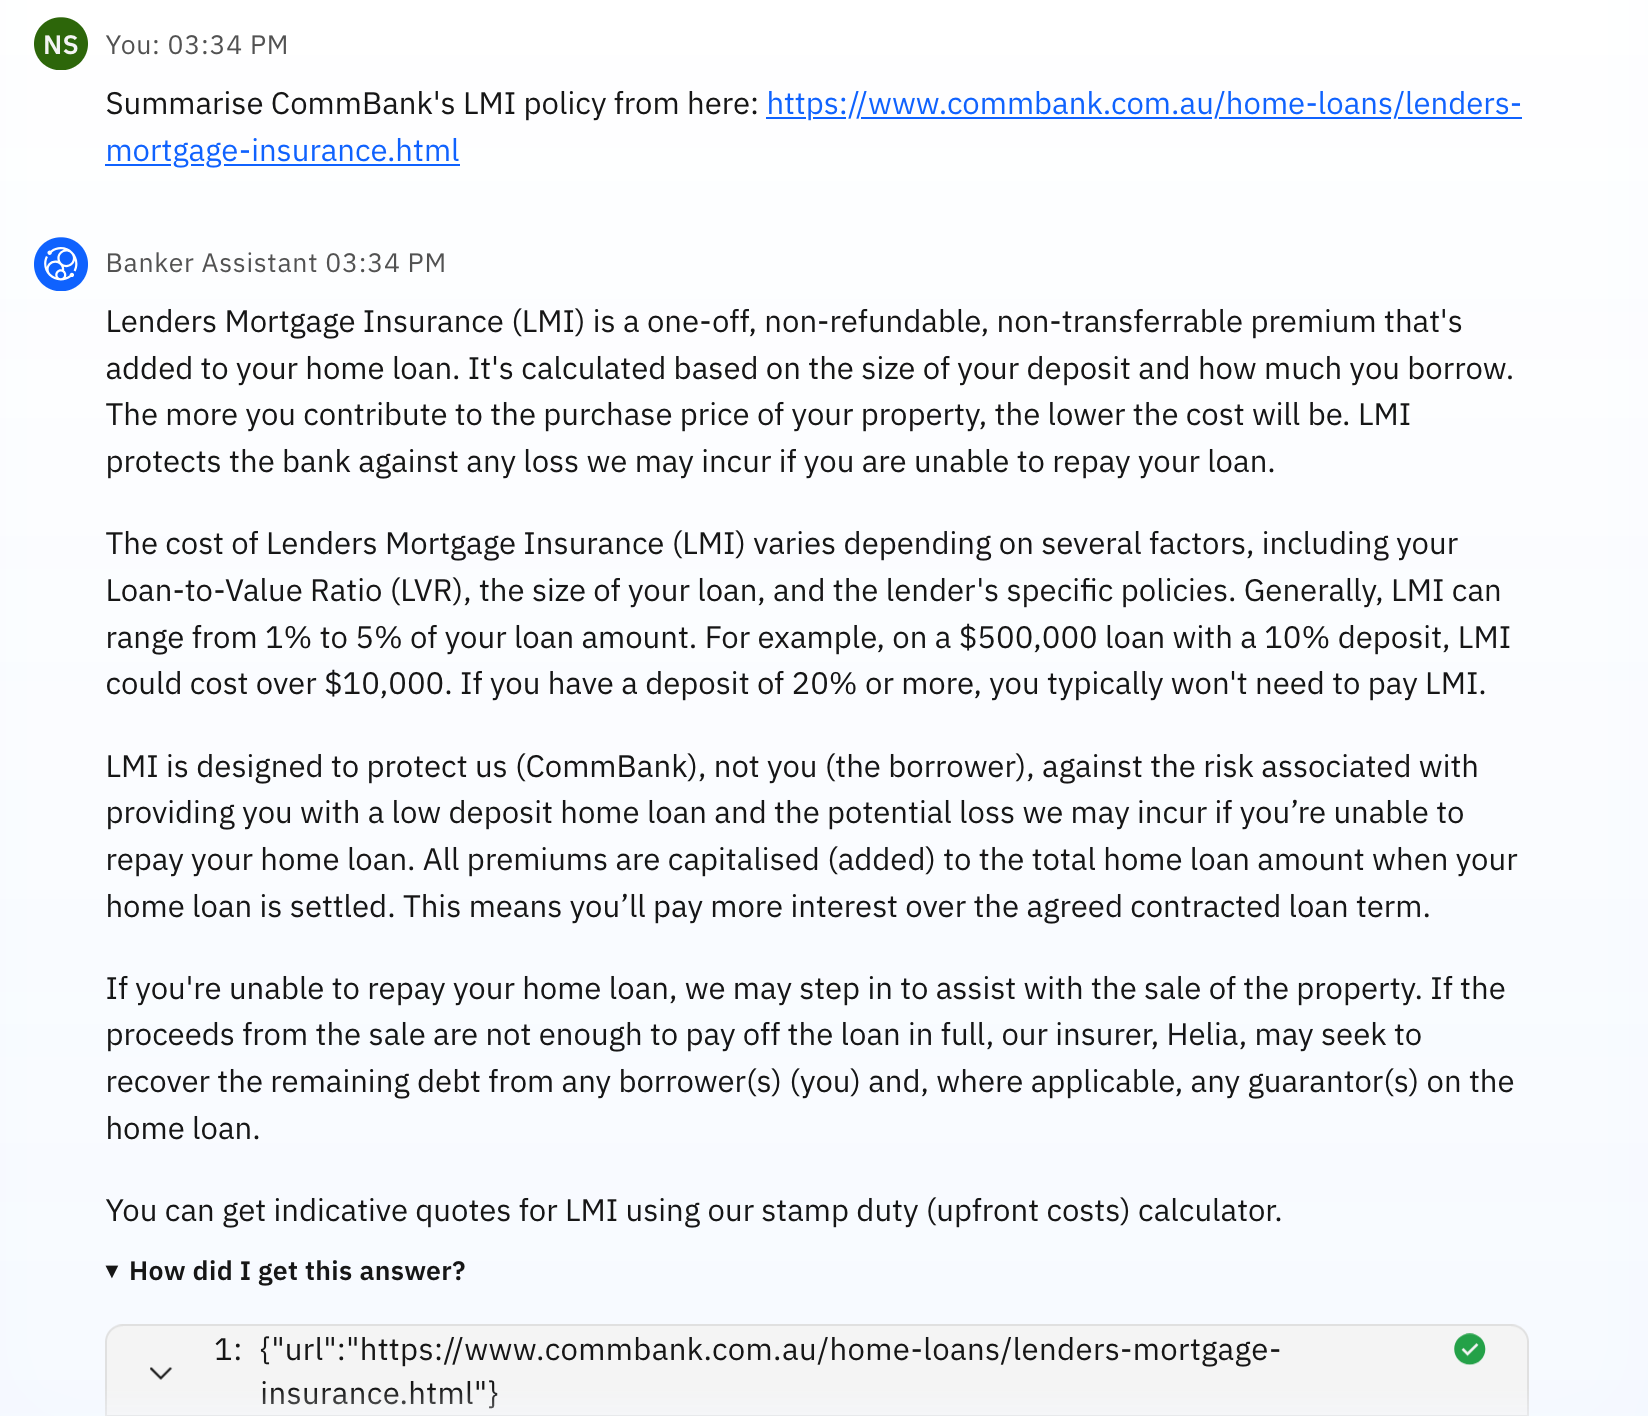 NS You: 03:34 PM
Summarise CommBank's LMI policy from here: https://www.commbank.com.au/home-loans/lenders-
mortgage-insurance.html
Banker Assistant 03:34 PM
Lenders Mortgage Insurance (LMI) is a one-off, non-refundable, non-transferrable premium that's
added to your home loan. It's calculated based on the size of your deposit and how much you borrow.
The more you contribute to the purchase price of your property, the lower the cost will be. LMI
protects the bank against any loss we may incur if you are unable to repay your loan.
The cost of Lenders Mortgage Insurance (LMI) varies depending on several factors, including your
Loan-to-Value Ratio (LVR), the size of your loan, and the lender's specific policies. Generally, LMI can
range from 1% to 5% of your loan amount. For example, on a $500,000 loan with a 10% deposit, LMI
could cost over $10,000. If you have a deposit of 20% or more, you typically won't need to pay LMI.
LMI is designed to protect us (CommBank), not you (the borrower), against the risk associated with
providing you with a low deposit home loan and the potential loss we may incur if you’re unable to
repay your home loan. All premiums are capitalised (added) to the total home loan amount when your
home loan is settled. This means you’ll pay more interest over the agreed contracted loan term.
If you're unable to repay your home loan, we may step in to assist with the sale of the property. If the
proceeds from the sale are not enough to pay off the loan in full, our insurer, Helia, may seek to
recover the remaining debt from any borrower(s) (you) and, where applicable, any guarantor(s) on the
home loan.
You can get indicative quotes for LMI using our stamp duty (upfront costs) calculator.
▼ How did I get this answer?
1: {"url":"https://www.commbank.com.au/home-loans/lenders-mortgage-
insurance.html"}